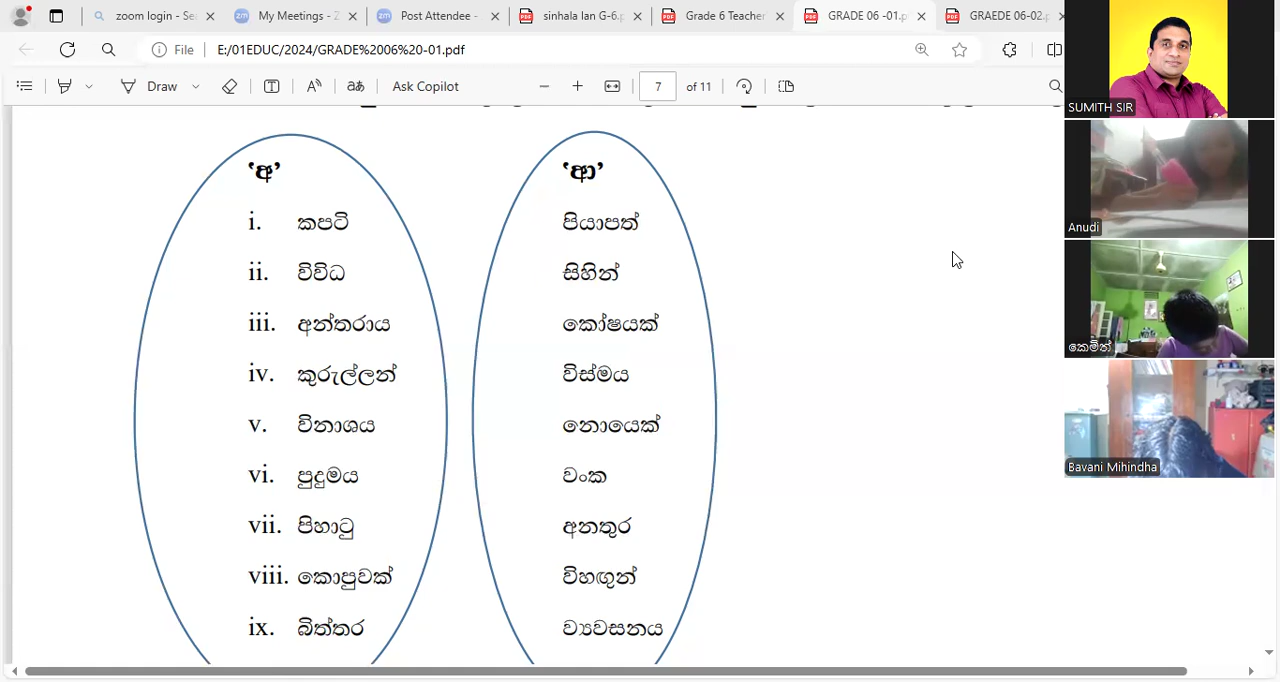 zoom login - Se
My Meetings - Z
Post Attendee -
sinhala lan G-6.p
Grade 6 Teacher
GRADE 06 -01.p
GRAEDE 06-02.p
File
E:/01EDUC/2024/GRADE%2006%20-01.pdf
Draw
Ask Copilot
7 of 11
‘අ’ ‘ආ’
i. කපටි පියාපත්
ii. විවිධ සිහින්
iii. අන්තරාය කෝෂයක්
iv. කුරුල්ලන් විස්මය
v. විනාශය නොයෙක්
vi. පුදුමය වංක
vii. පිහාටු අනතුර
viii. කොපුවක් විහඟුන්
ix. බිත්තර ව්‍යවසනය
SUMITH SIR
Anudi
කෙමිත්
Bavani Mihindha